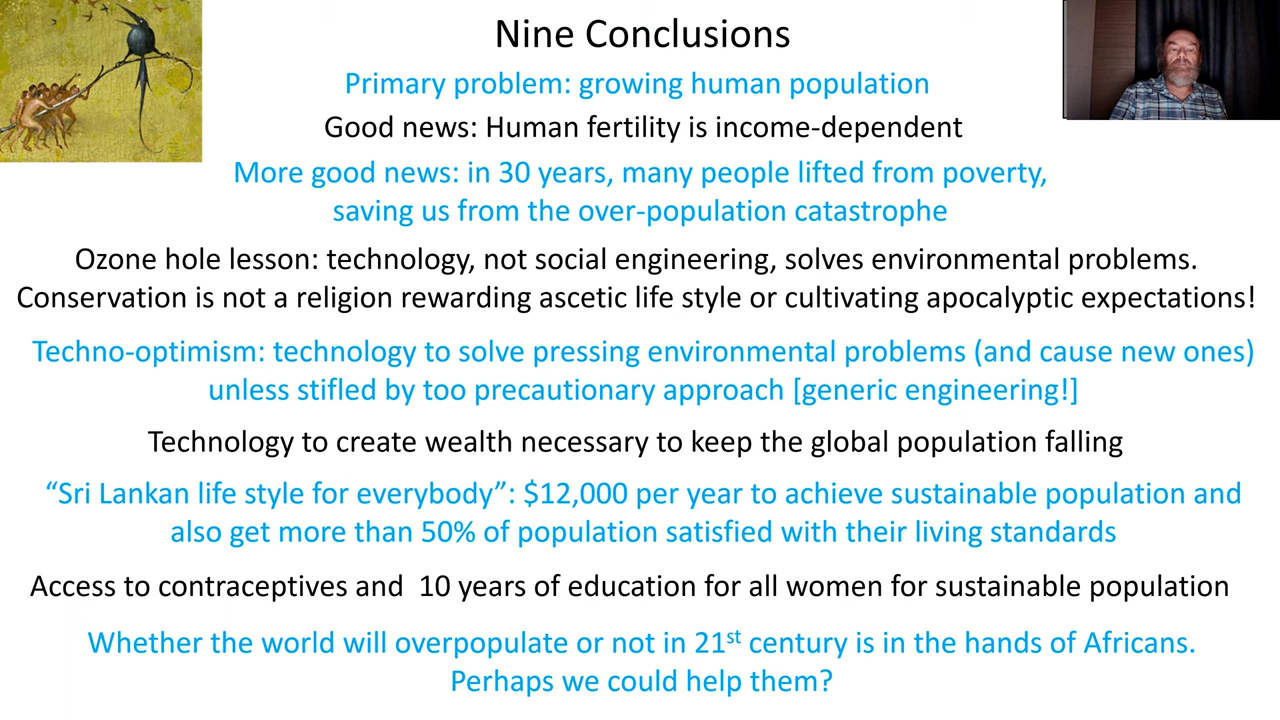 Nine Conclusions
Primary problem: growing human population
Good news: Human fertility is income-dependent
More good news: in 30 years, many people lifted from poverty,
saving us from the over-population catastrophe
Ozone hole lesson: technology, not social engineering, solves environmental problems.
Conservation is not a religion rewarding ascetic life style or cultivating apocalyptic expectations!
Techno-optimism: technology to solve pressing environmental problems (and cause new ones)
unless stifled by too precautionary approach [generic engineering!]
Technology to create wealth necessary to keep the global population falling
“Sri Lankan life style for everybody”: $12,000 per year to achieve sustainable population and
also get more than 50% of population satisfied with their living standards
Access to contraceptives and  10 years of education for all women for sustainable population
Whether the world will overpopulate or not in 21st century is in the hands of Africans.
Perhaps we could help them?